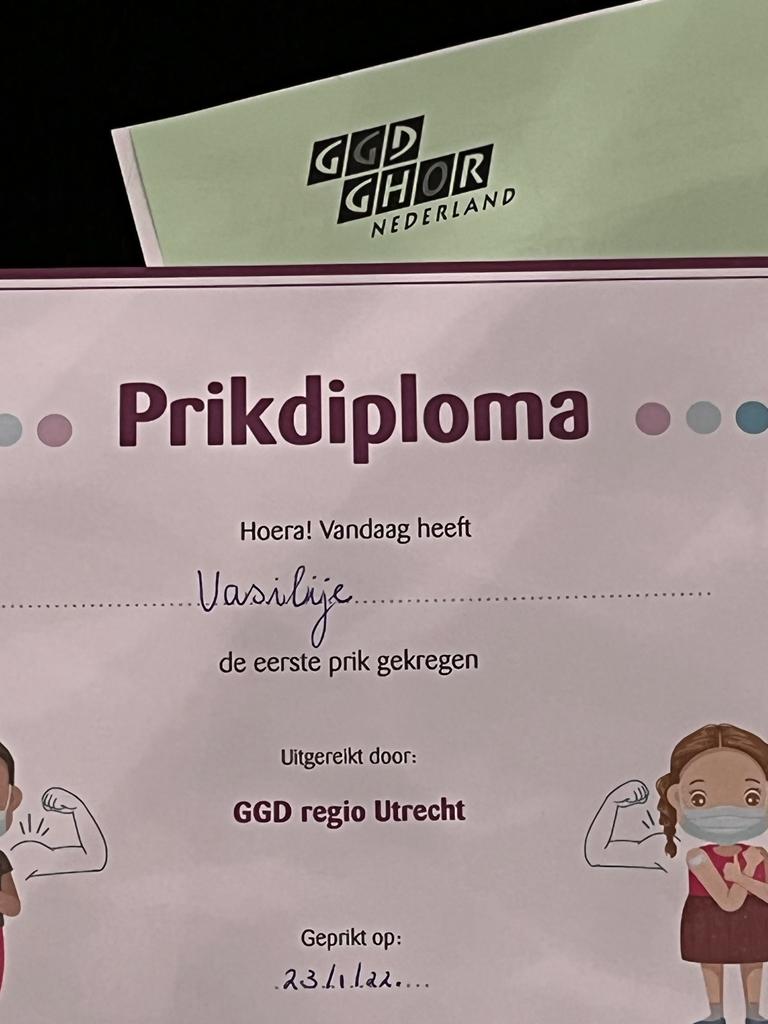 GGD
GHOR
NEDERLAND
Prikdiploma
Hoera! Vandaag heeft
Vasilije
de eerste prik gekregen
Uitgereikt door:
GGD regio Utrecht
Geprikt op:
23/1/22